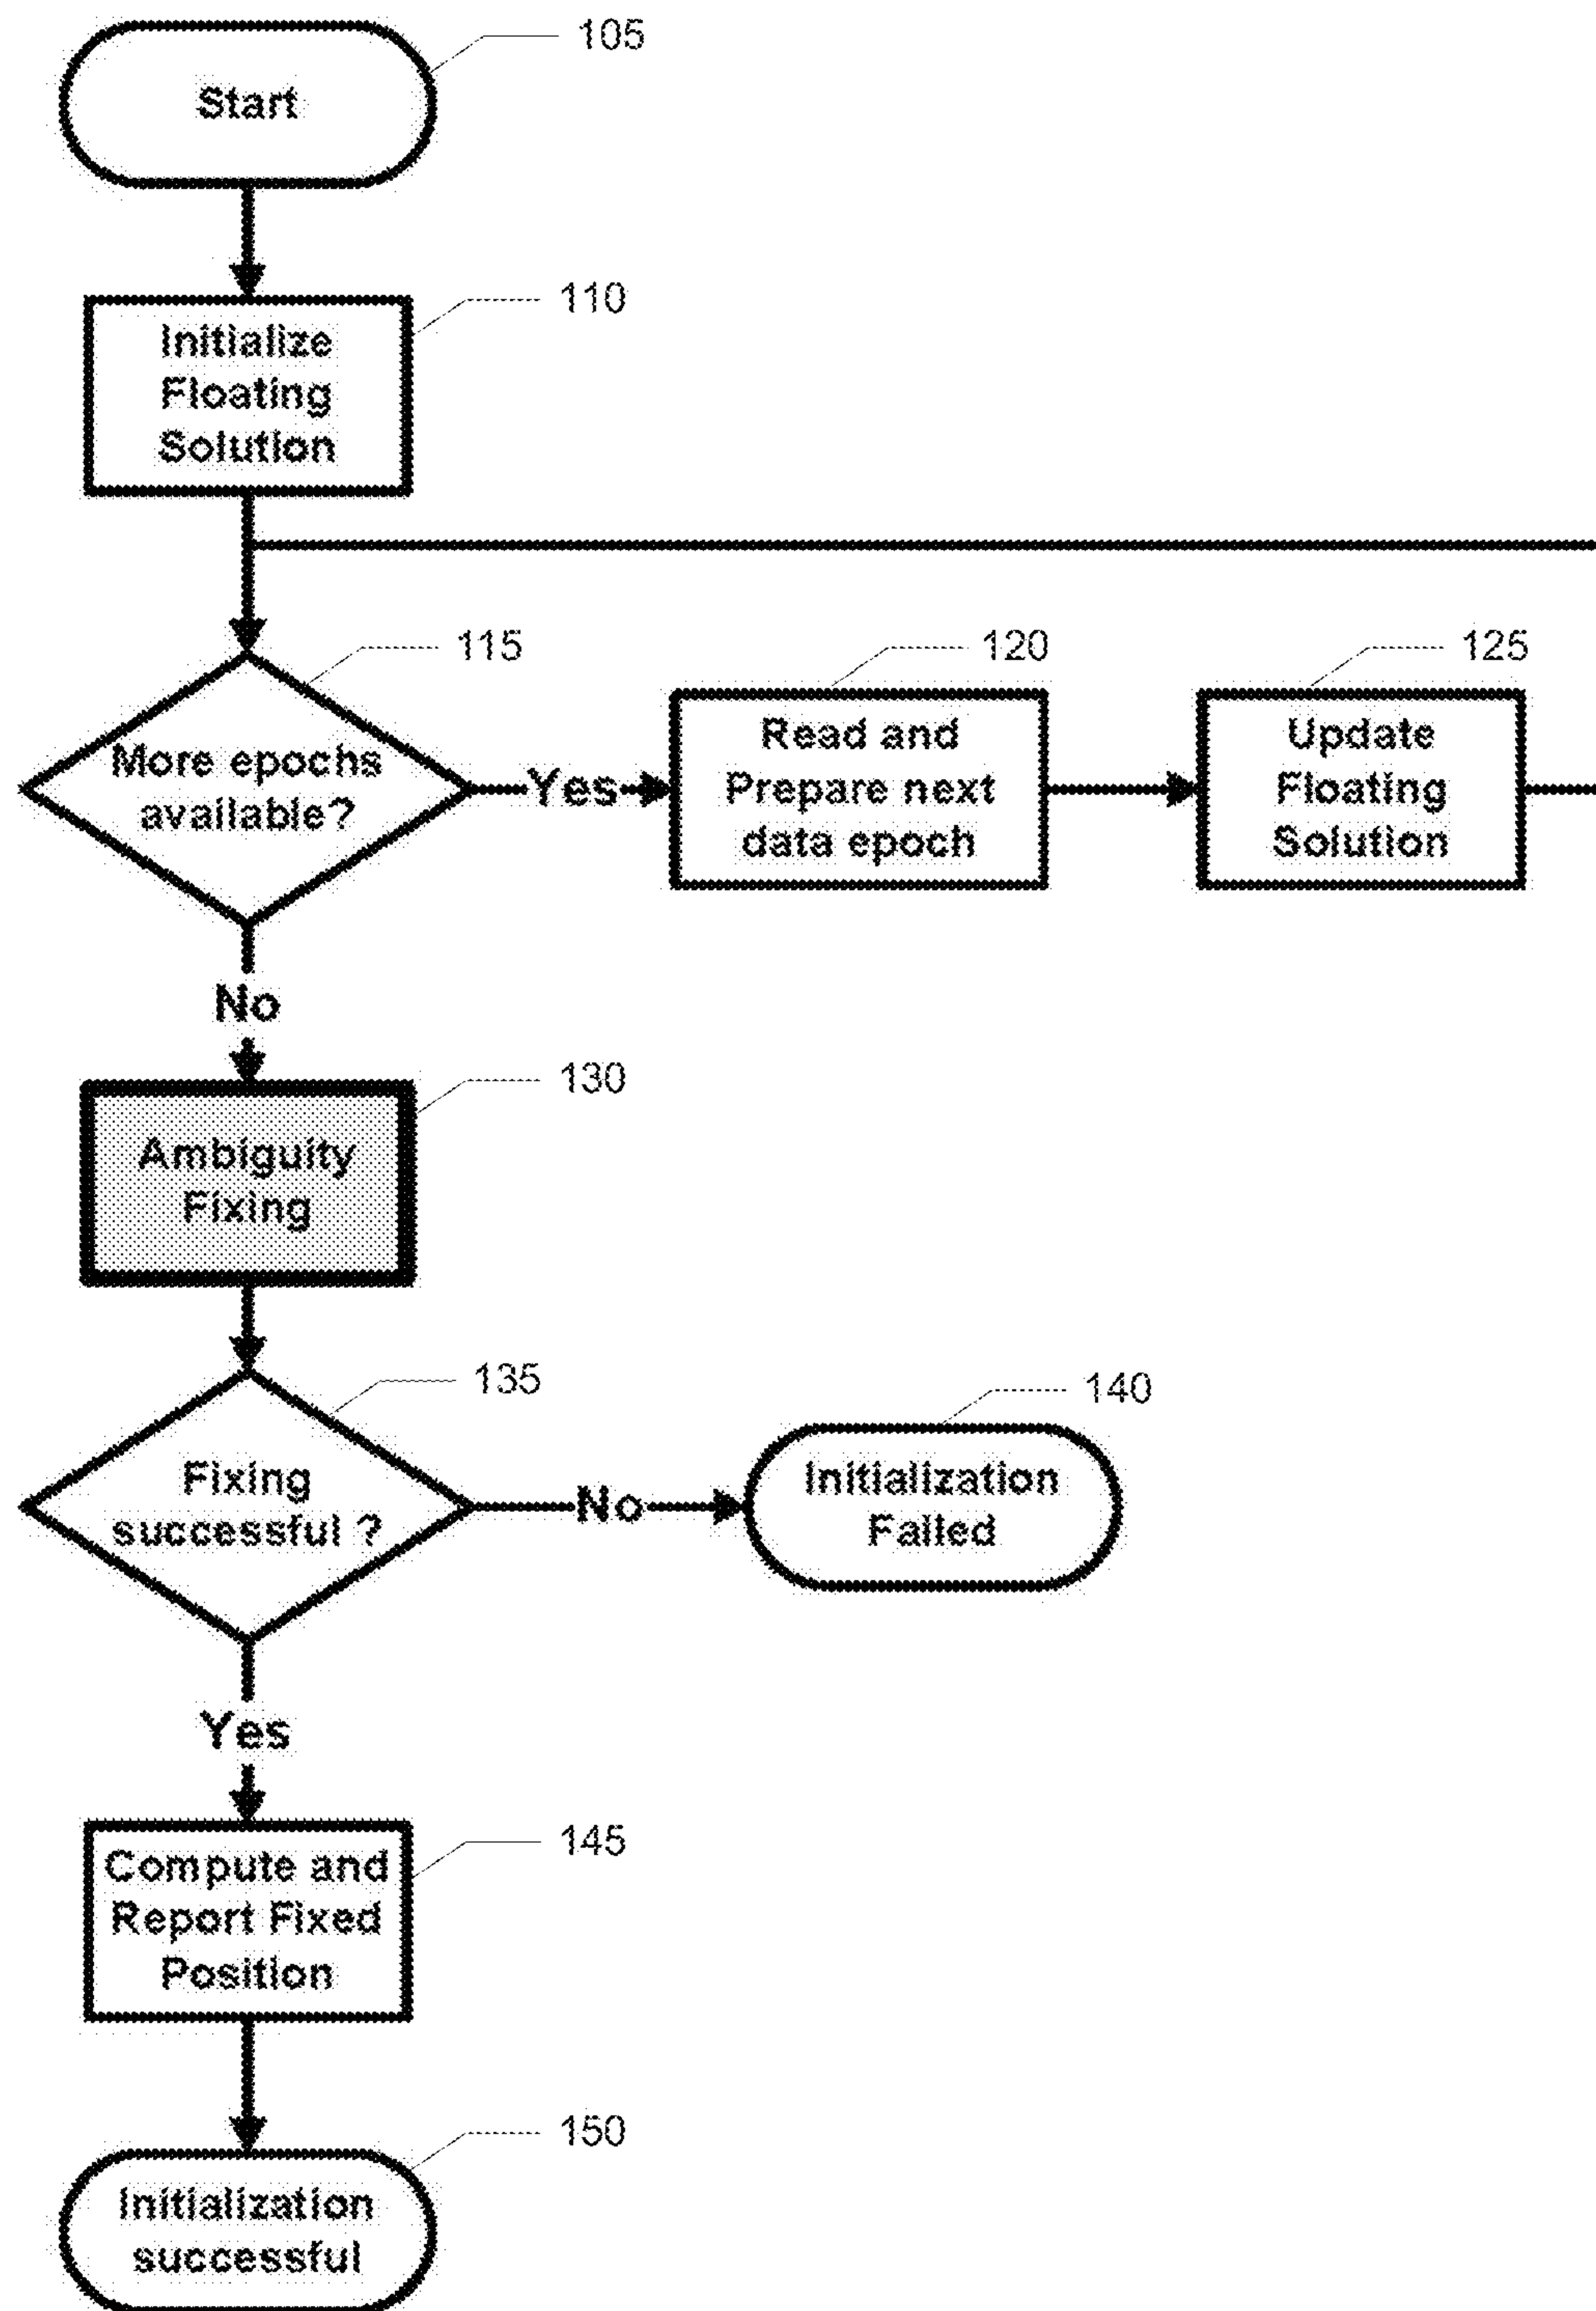 105
Start
110
Initialize
Floating
Solution
115
More epochs
available?
Yes
120
Read and
Prepare next
data epoch
125
Update
Floating
Solution
No
130
Ambiguity
Fixing
135
Fixing
successful ?
No
140
Initialization
Failed
Yes
145
Compute and
Report Fixed
Position
150
Initialization
successful